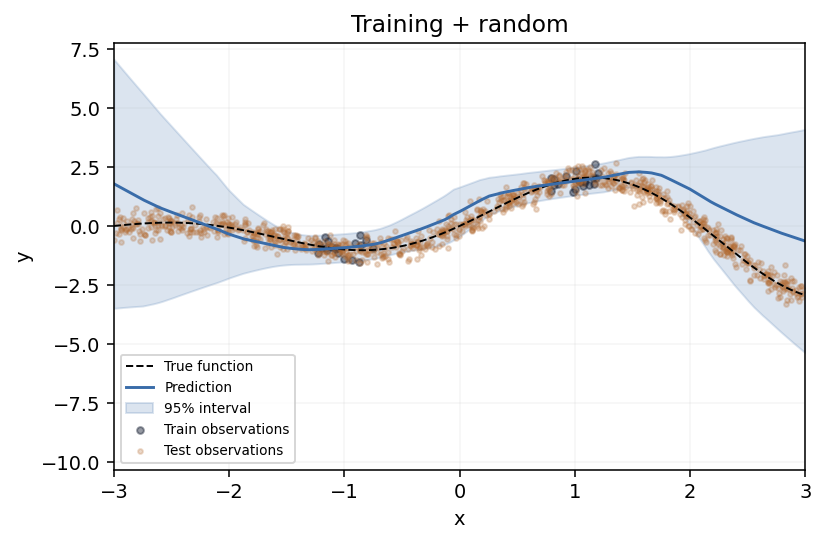 Training + random
7.5
5.0
2.5
0.0
−2.5
−5.0
−7.5
−10.0
y
True function
Prediction
95% interval
Train observations
Test observations
−3
−2
−1
0
1
2
3
x